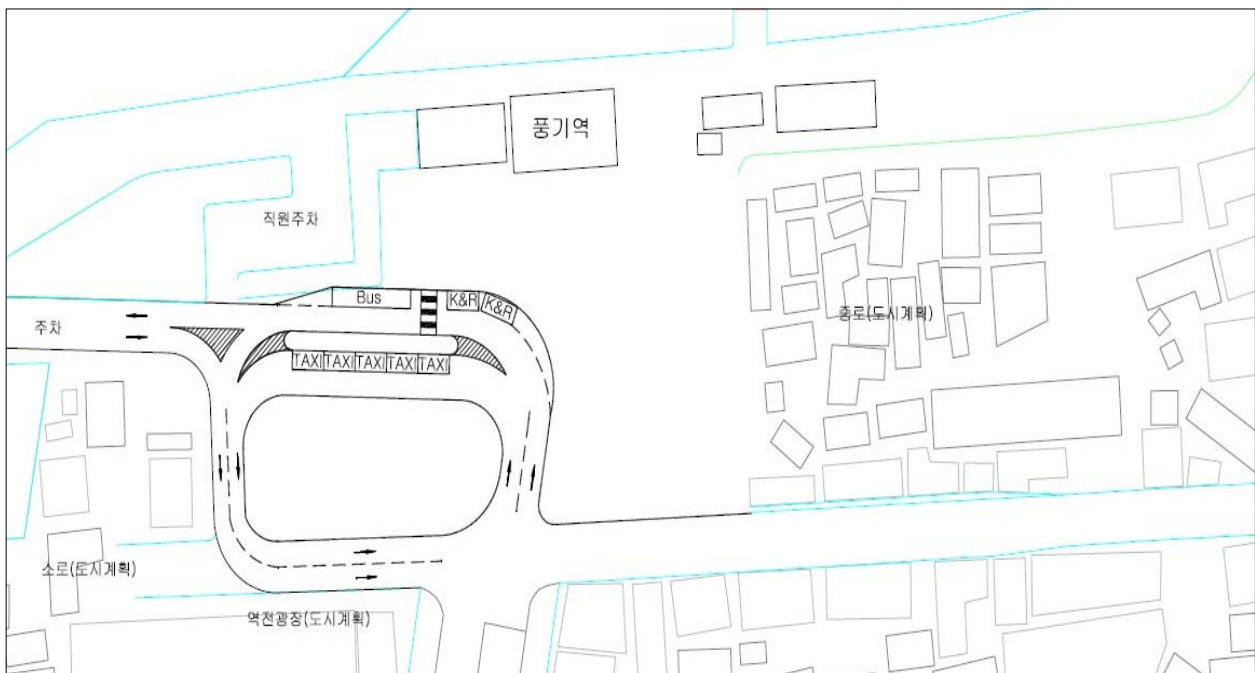 풍기역
직원주차
Bus
K&R
K&R
중로(도시계획)
주차
TAXI
TAXI
TAXI
TAXI
TAXI
소로(도시계획)
역전광장(도시계획)